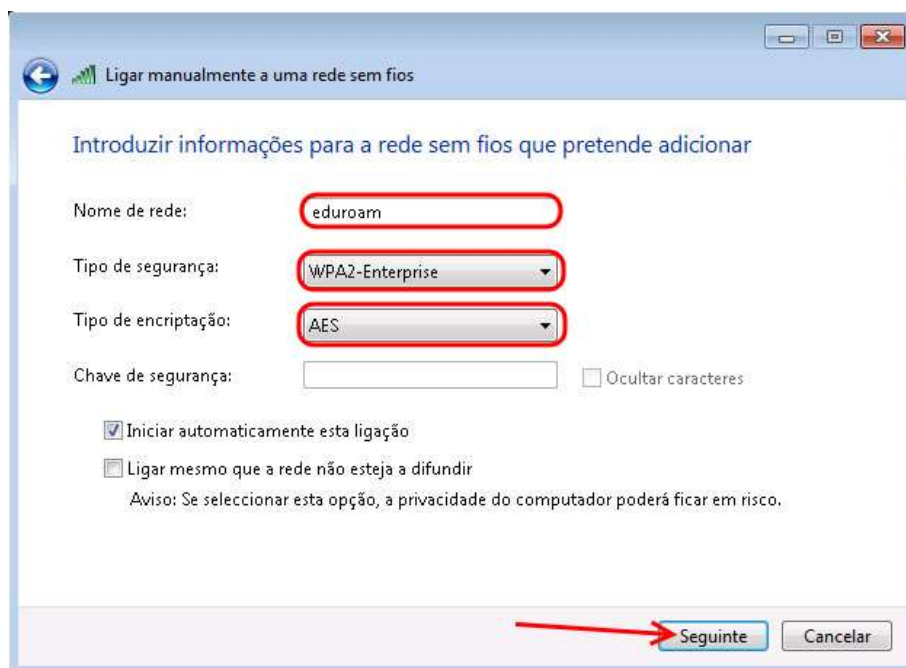 Ligar manualmente a uma rede sem fios
Introduzir informações para a rede sem fios que pretende adicionar
Nome de rede:
eduroam
Tipo de segurança:
WPA2-Enterprise
Tipo de encriptação:
AES
Chave de segurança:
Ocultar caracteres
Iniciar automaticamente esta ligação
Ligar mesmo que a rede não esteja a difundir
Aviso: Se seleccionar esta opção, a privacidade do computador poderá ficar em risco.
Seguinte
Cancelar